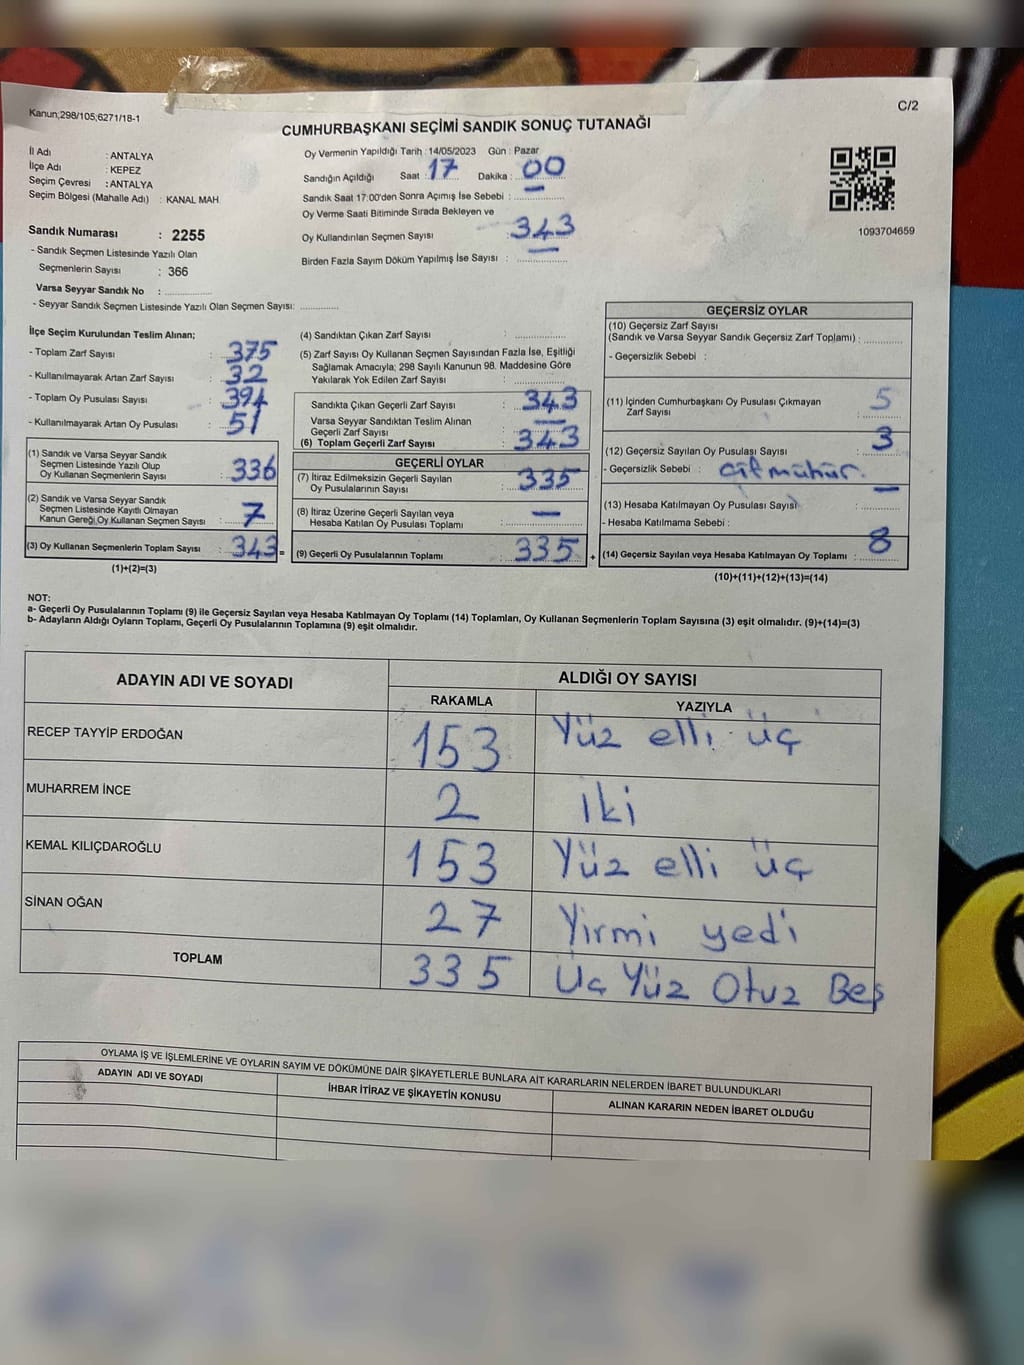 Kanun;298/105;6271/18-1
C/2
CUMHURBAŞKANI SEÇİMİ SANDIK SONUÇ TUTANAĞI
İl Adı : ANTALYA
İlçe Adı : KEPEZ
Seçim Çevresi : ANTALYA
Seçim Bölgesi (Mahalle Adı) : KANAL MAH.
Sandık Numarası : 2255
- Sandık Seçmen Listesinde Yazılı Olan
Seçmenlerin Sayısı : 366
Varsa Seyyar Sandık No :
- Seyyar Sandık Seçmen Listesinde Yazılı Olan Seçmen Sayısı:
Oy Vermenin Yapıldığı Tarih : 14/05/2023 Gün : Pazar
Sandığın Açıldığı Saat : 17 Dakika : 00
Sandık Saat 17:00'den Sonra Açımış İse Sebebi : —
Oy Verme Saati Bitiminde Sırada Bekleyen ve
Oy Kullandırılan Seçmen Sayısı : 343
Birden Fazla Sayım Döküm Yapılmış İse Sayısı : —
1093704659
İlçe Seçim Kurulundan Teslim Alınan;
- Toplam Zarf Sayısı : 375
- Kullanılmayarak Artan Zarf Sayısı : 32
- Toplam Oy Pusulası Sayısı : 394
- Kullanılmayarak Artan Oy Pusulası : 51
(1) Sandık ve Varsa Seyyar Sandık
Seçmen Listesinde Yazılı Olup
Oy Kullanan Seçmenlerin Sayısı : 336
(2) Sandık ve Varsa Seyyar Sandık
Seçmen Listesinde Kayıtlı Olmayan
Kanun Gereği Oy Kullanan Seçmen Sayısı : 7
(3) Oy Kullanan Seçmenlerin Toplam Sayısı : 343 =
(1)+(2)=(3)
(4) Sandıktan Çıkan Zarf Sayısı :
(5) Zarf Sayısı Oy Kullanan Seçmen Sayısından Fazla İse, Eşitliği
Sağlamak Amacıyla; 298 Sayılı Kanunun 98. Maddesine Göre
Yakılarak Yok Edilen Zarf Sayısı :
Sandıkta Çıkan Geçerli Zarf Sayısı : 343
Varsa Seyyar Sandıktan Teslim Alınan
Geçerli Zarf Sayısı : —
(6) Toplam Geçerli Zarf Sayısı : 343
GEÇERLİ OYLAR
(7) İtiraz Edilmeksizin Geçerli Sayılan
Oy Pusulalarının Sayısı : 335
(8) İtiraz Üzerine Geçerli Sayılan veya
Hesaba Katılan Oy Pusulası Toplamı : —
(9) Geçerli Oy Pusulalarının Toplamı : 335 +
GEÇERSİZ OYLAR
(10) Geçersiz Zarf Sayısı
(Sandık ve Varsa Seyyar Sandık Geçersiz Zarf Toplamı) :
- Geçersizlik Sebebi :
(11) İçinden Cumhurbaşkanı Oy Pusulası Çıkmayan
Zarf Sayısı : 5
(12) Geçersiz Sayılan Oy Pusulası Sayısı : 3
- Geçersizlik Sebebi : çift mühür.
(13) Hesaba Katılmayan Oy Pusulası Sayısı : —
- Hesaba Katılmama Sebebi :
(14) Geçersiz Sayılan veya Hesaba Katılmayan Oy Toplamı : 8
(10)+(11)+(12)+(13)=(14)
NOT:
a- Geçerli Oy Pusulalarının Toplamı (9) ile Geçersiz Sayılan veya Hesaba Katılmayan Oy Toplamı (14) Toplamları, Oy Kullanan Seçmenlerin Toplam Sayısına (3) eşit olmalıdır. (9)+(14)=(3)
b- Adayların Aldığı Oyların Toplamı, Geçerli Oy Pusulalarının Toplamına (9) eşit olmalıdır.
ADAYIN ADI VE SOYADI
ALDIĞI OY SAYISI
RAKAMLA YAZIYLA
RECEP TAYYİP ERDOĞAN 153 Yüz elli üç
MUHARREM İNCE 2 iki
KEMAL KILIÇDAROĞLU 153 Yüz elli üç
SİNAN OĞAN 27 Yirmi yedi
TOPLAM 335 Üç Yüz Otuz Beş
OYLAMA İŞ VE İŞLEMLERİNE VE OYLARIN SAYIM VE DÖKÜMÜNE DAİR ŞİKAYETLERLE BUNLARA AİT KARARLARIN NELERDEN İBARET BULUNDUKLARI
ADAYIN ADI VE SOYADI İHBAR İTİRAZ VE ŞİKAYETİN KONUSU ALINAN KARARIN NEDEN İBARET OLDUĞU